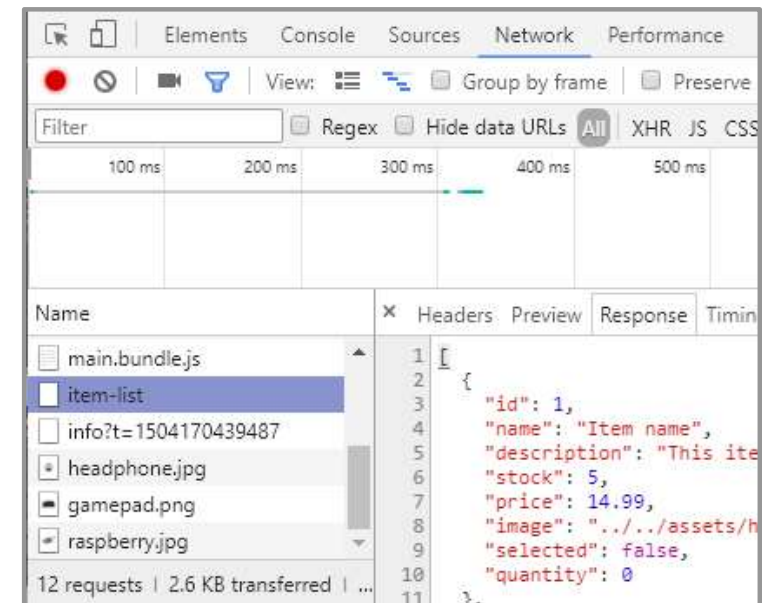 Elements Console Sources Network Performance
View: Group by frame Preserve
Filter Regex Hide data URLs All XHR JS CSS
100 ms 200 ms 300 ms 400 ms 500 ms
Name × Headers Preview Response Timin
main.bundle.js
item-list
info?t=1504170439487
headphone.jpg
gamepad.png
raspberry.jpg
12 requests | 2.6 KB transferred | ...
1 [
2 {
3 "id": 1,
4 "name": "Item name",
5 "description": "This ite
6 "stock": 5,
7 "price": 14.99,
8 "image": "../../assets/h
9 "selected": false,
10 "quantity": 0
11 },